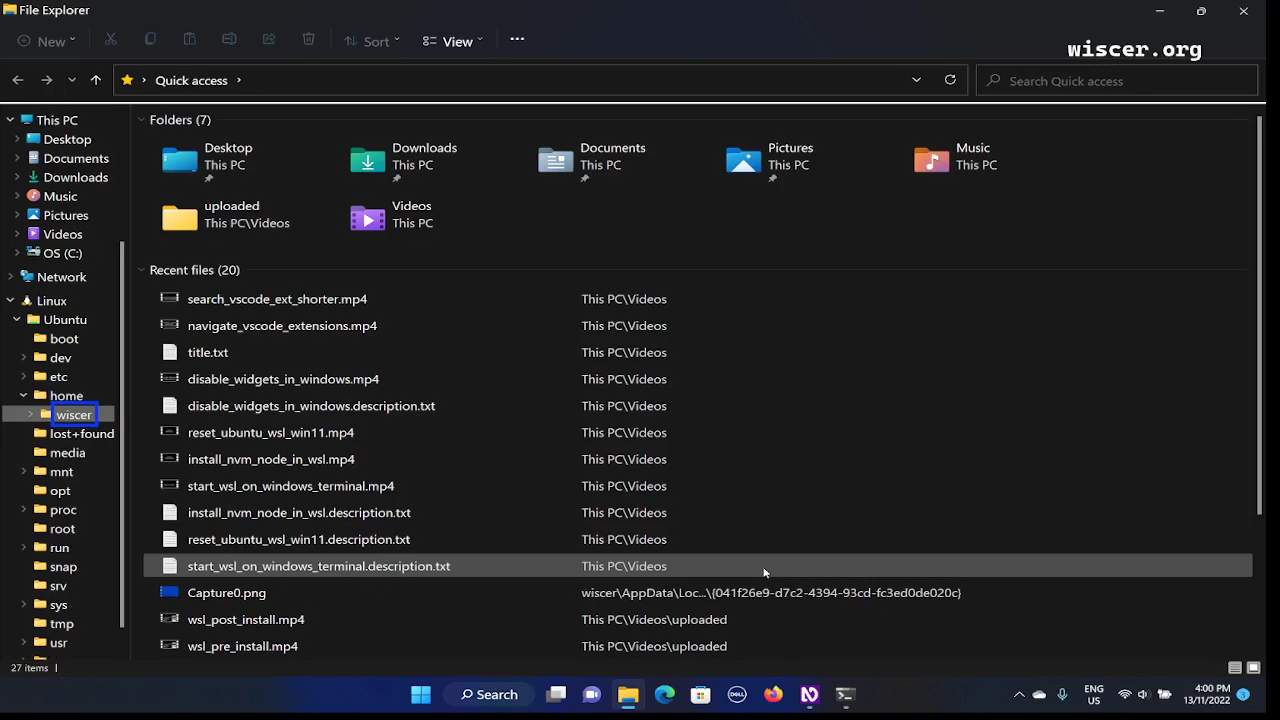 File Explorer
New
Sort
View
wiscer.org
Quick access
Search Quick access
This PC
Desktop
Documents
Downloads
Music
Pictures
Videos
OS (C:)
Network
Linux
Ubuntu
boot
dev
etc
home
wiscer
lost+found
media
mnt
opt
proc
root
run
snap
srv
sys
tmp
usr
Folders (7)
Desktop
This PC
Downloads
This PC
Documents
This PC
Pictures
This PC
Music
This PC
uploaded
This PC\Videos
Videos
This PC
Recent files (20)
search_vscode_ext_shorter.mp4 This PC\Videos
navigate_vscode_extensions.mp4 This PC\Videos
title.txt This PC\Videos
disable_widgets_in_windows.mp4 This PC\Videos
disable_widgets_in_windows.description.txt This PC\Videos
reset_ubuntu_wsl_win11.mp4 This PC\Videos
install_nvm_node_in_wsl.mp4 This PC\Videos
start_wsl_on_windows_terminal.mp4 This PC\Videos
install_nvm_node_in_wsl.description.txt This PC\Videos
reset_ubuntu_wsl_win11.description.txt This PC\Videos
start_wsl_on_windows_terminal.description.txt This PC\Videos
Capture0.png wiscer\AppData\Loc...\{041f26e9-d7c2-4394-93cd-fc3ed0de020c}
wsl_post_install.mp4 This PC\Videos\uploaded
wsl_pre_install.mp4 This PC\Videos\uploaded
27 items
Search
DELL
ENG
US
4:00 PM
13/11/2022
3